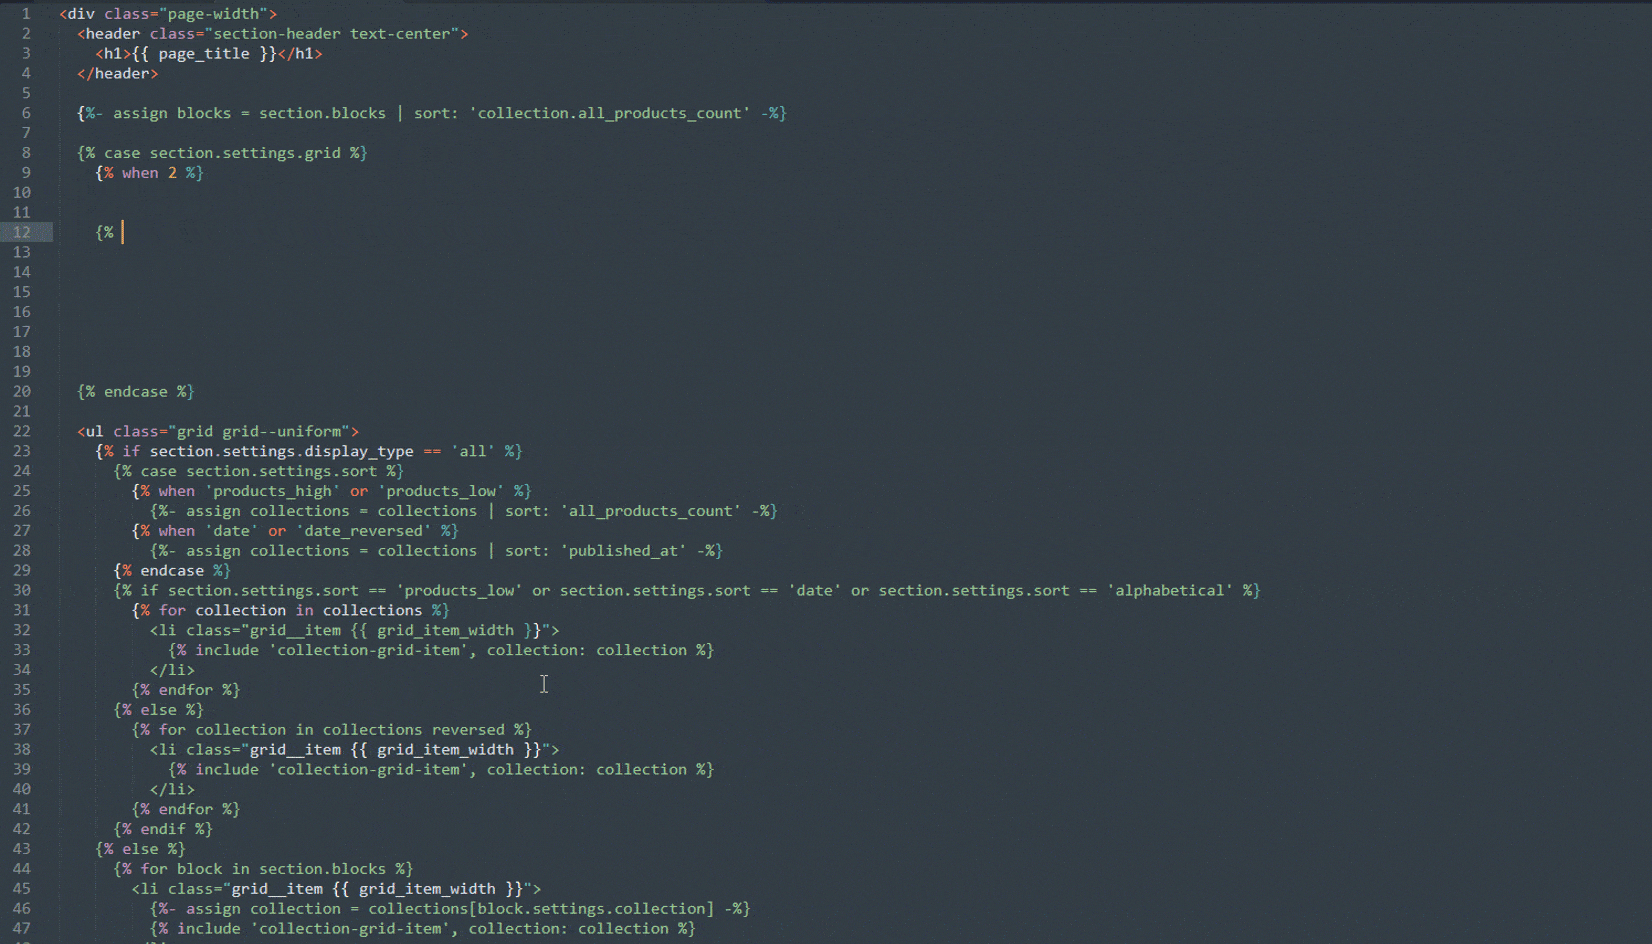 1 <div class="page-width">
2 <header class="section-header text-center">
3 <h1>{{ page_title }}</h1>
4 </header>
5
6 {%- assign blocks = section.blocks | sort: 'collection.all_products_count' -%}
7
8 {% case section.settings.grid %}
9 {% when 2 %}
10
11
12 {%
13
14
15
16
17
18
19
20 {% endcase %}
21
22 <ul class="grid grid--uniform">
23 {% if section.settings.display_type == 'all' %}
24 {% case section.settings.sort %}
25 {% when 'products_high' or 'products_low' %}
26 {%- assign collections = collections | sort: 'all_products_count' -%}
27 {% when 'date' or 'date_reversed' %}
28 {%- assign collections = collections | sort: 'published_at' -%}
29 {% endcase %}
30 {% if section.settings.sort == 'products_low' or section.settings.sort == 'date' or section.settings.sort == 'alphabetical' %}
31 {% for collection in collections %}
32 <li class="grid__item {{ grid_item_width }}">
33 {% include 'collection-grid-item', collection: collection %}
34 </li>
35 {% endfor %}
36 {% else %}
37 {% for collection in collections reversed %}
38 <li class="grid__item {{ grid_item_width }}">
39 {% include 'collection-grid-item', collection: collection %}
40 </li>
41 {% endfor %}
42 {% endif %}
43 {% else %}
44 {% for block in section.blocks %}
45 <li class="grid__item {{ grid_item_width }}">
46 {%- assign collection = collections[block.settings.collection] -%}
47 {% include 'collection-grid-item', collection: collection %}